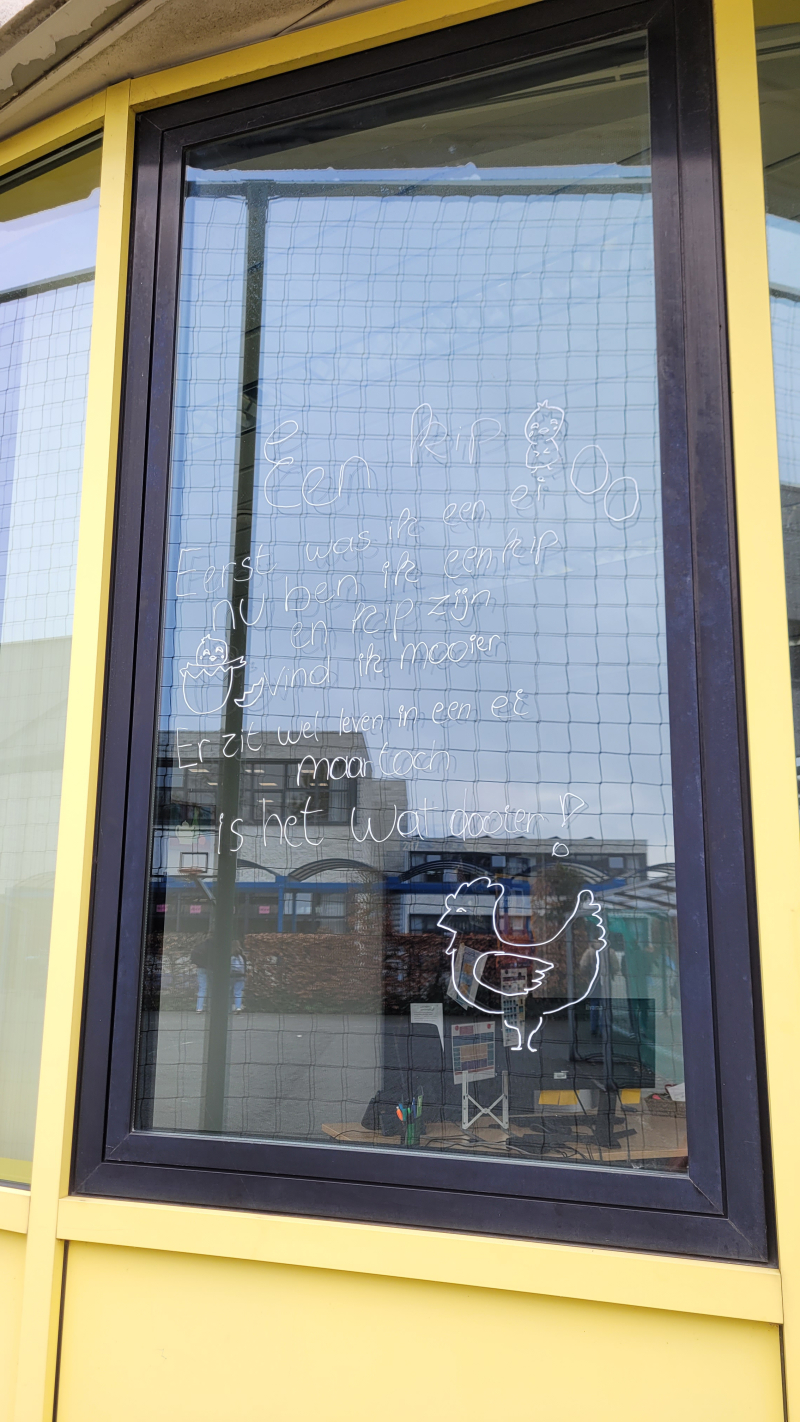 e
Een kip
Eerst was ik een ei
nu ben ik een kip
en kip zijn
vind ik mooier
Er zit wel leven in een ei
maar toch
is het wat dooier!